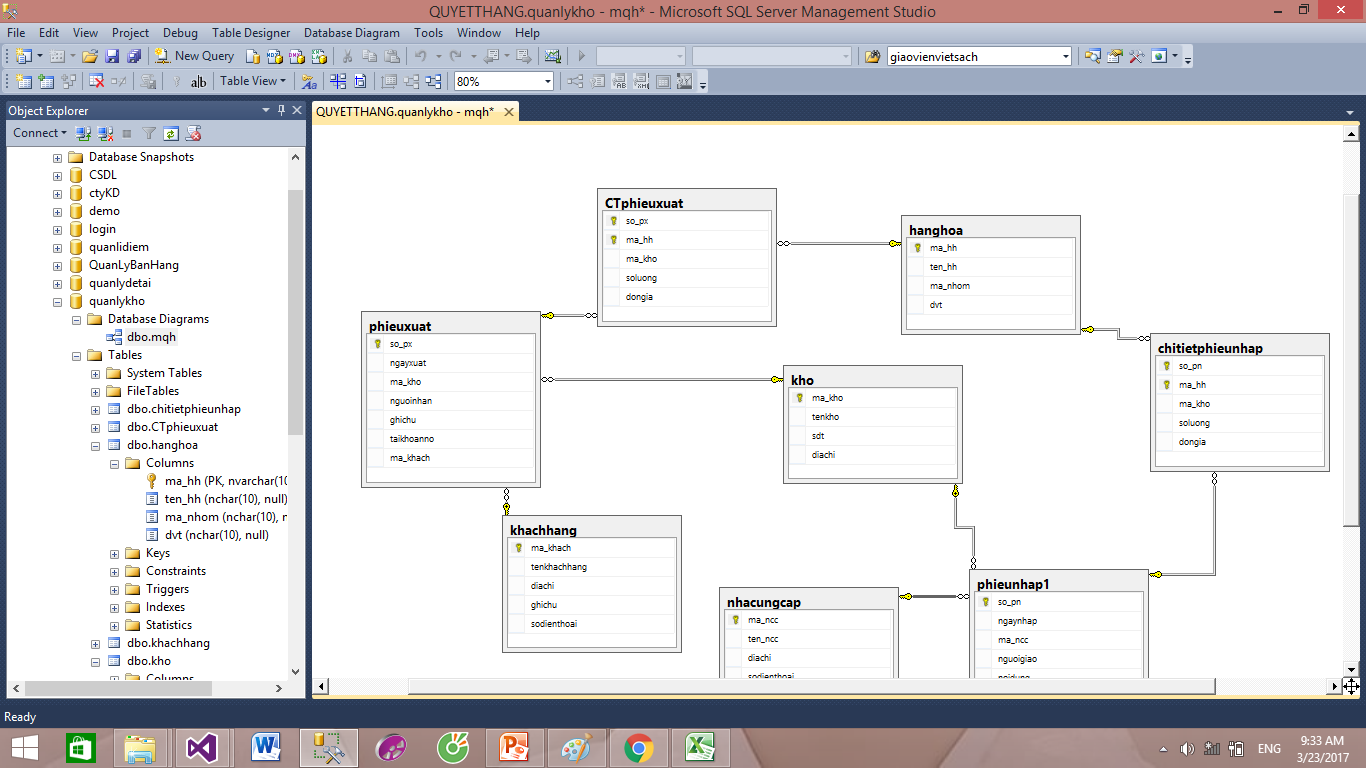 QUYETTHANG.quanlykho - mqh* - Microsoft SQL Server Management Studio
File Edit View Project Debug Table Designer Database Diagram Tools Window Help
New Query
giaovienvietsach
Table View
80%
Object Explorer
Connect
Database Snapshots
CSDL
ctyKD
demo
login
quanlidiem
QuanLyBanHang
quanlydetai
quanlykho
Database Diagrams
dbo.mqh
Tables
System Tables
FileTables
dbo.chitietphieunhap
dbo.CTphieuxuat
dbo.hanghoa
Columns
ma_hh (PK, nvarchar(10
ten_hh (nchar(10), null)
ma_nhom (nchar(10), n
dvt (nchar(10), null)
Keys
Constraints
Triggers
Indexes
Statistics
dbo.khachhang
dbo.kho
Columns
QUYETTHANG.quanlykho - mqh*
CTphieuxuat
so_px
ma_hh
ma_kho
soluong
dongia
hanghoa
ma_hh
ten_hh
ma_nhom
dvt
phieuxuat
so_px
ngayxuat
ma_kho
nguoinhan
ghichu
taikhoanno
ma_khach
kho
ma_kho
tenkho
sdt
diachi
chitietphieunhap
so_pn
ma_hh
ma_kho
soluong
dongia
khachhang
ma_khach
tenkhachhang
diachi
ghichu
sodienthoai
nhacungcap
ma_ncc
ten_ncc
diachi
sodienthoai
phieunhap1
so_pn
ngaynhap
ma_ncc
nguoigiao
noidung
Ready
ENG
9:33 AM
3/23/2017